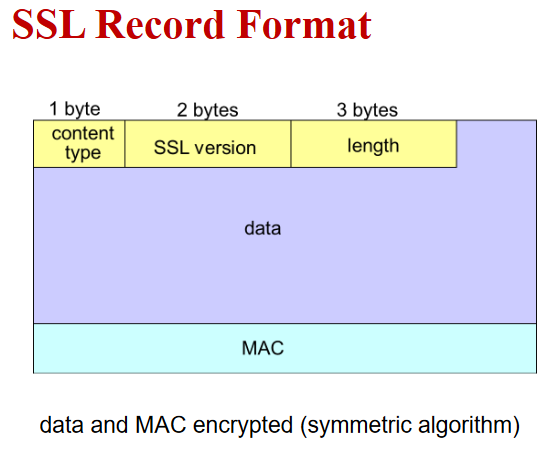 SSL Record Format
1 byte
2 bytes
3 bytes
content
type
SSL version
length
data
MAC
data and MAC encrypted (symmetric algorithm)